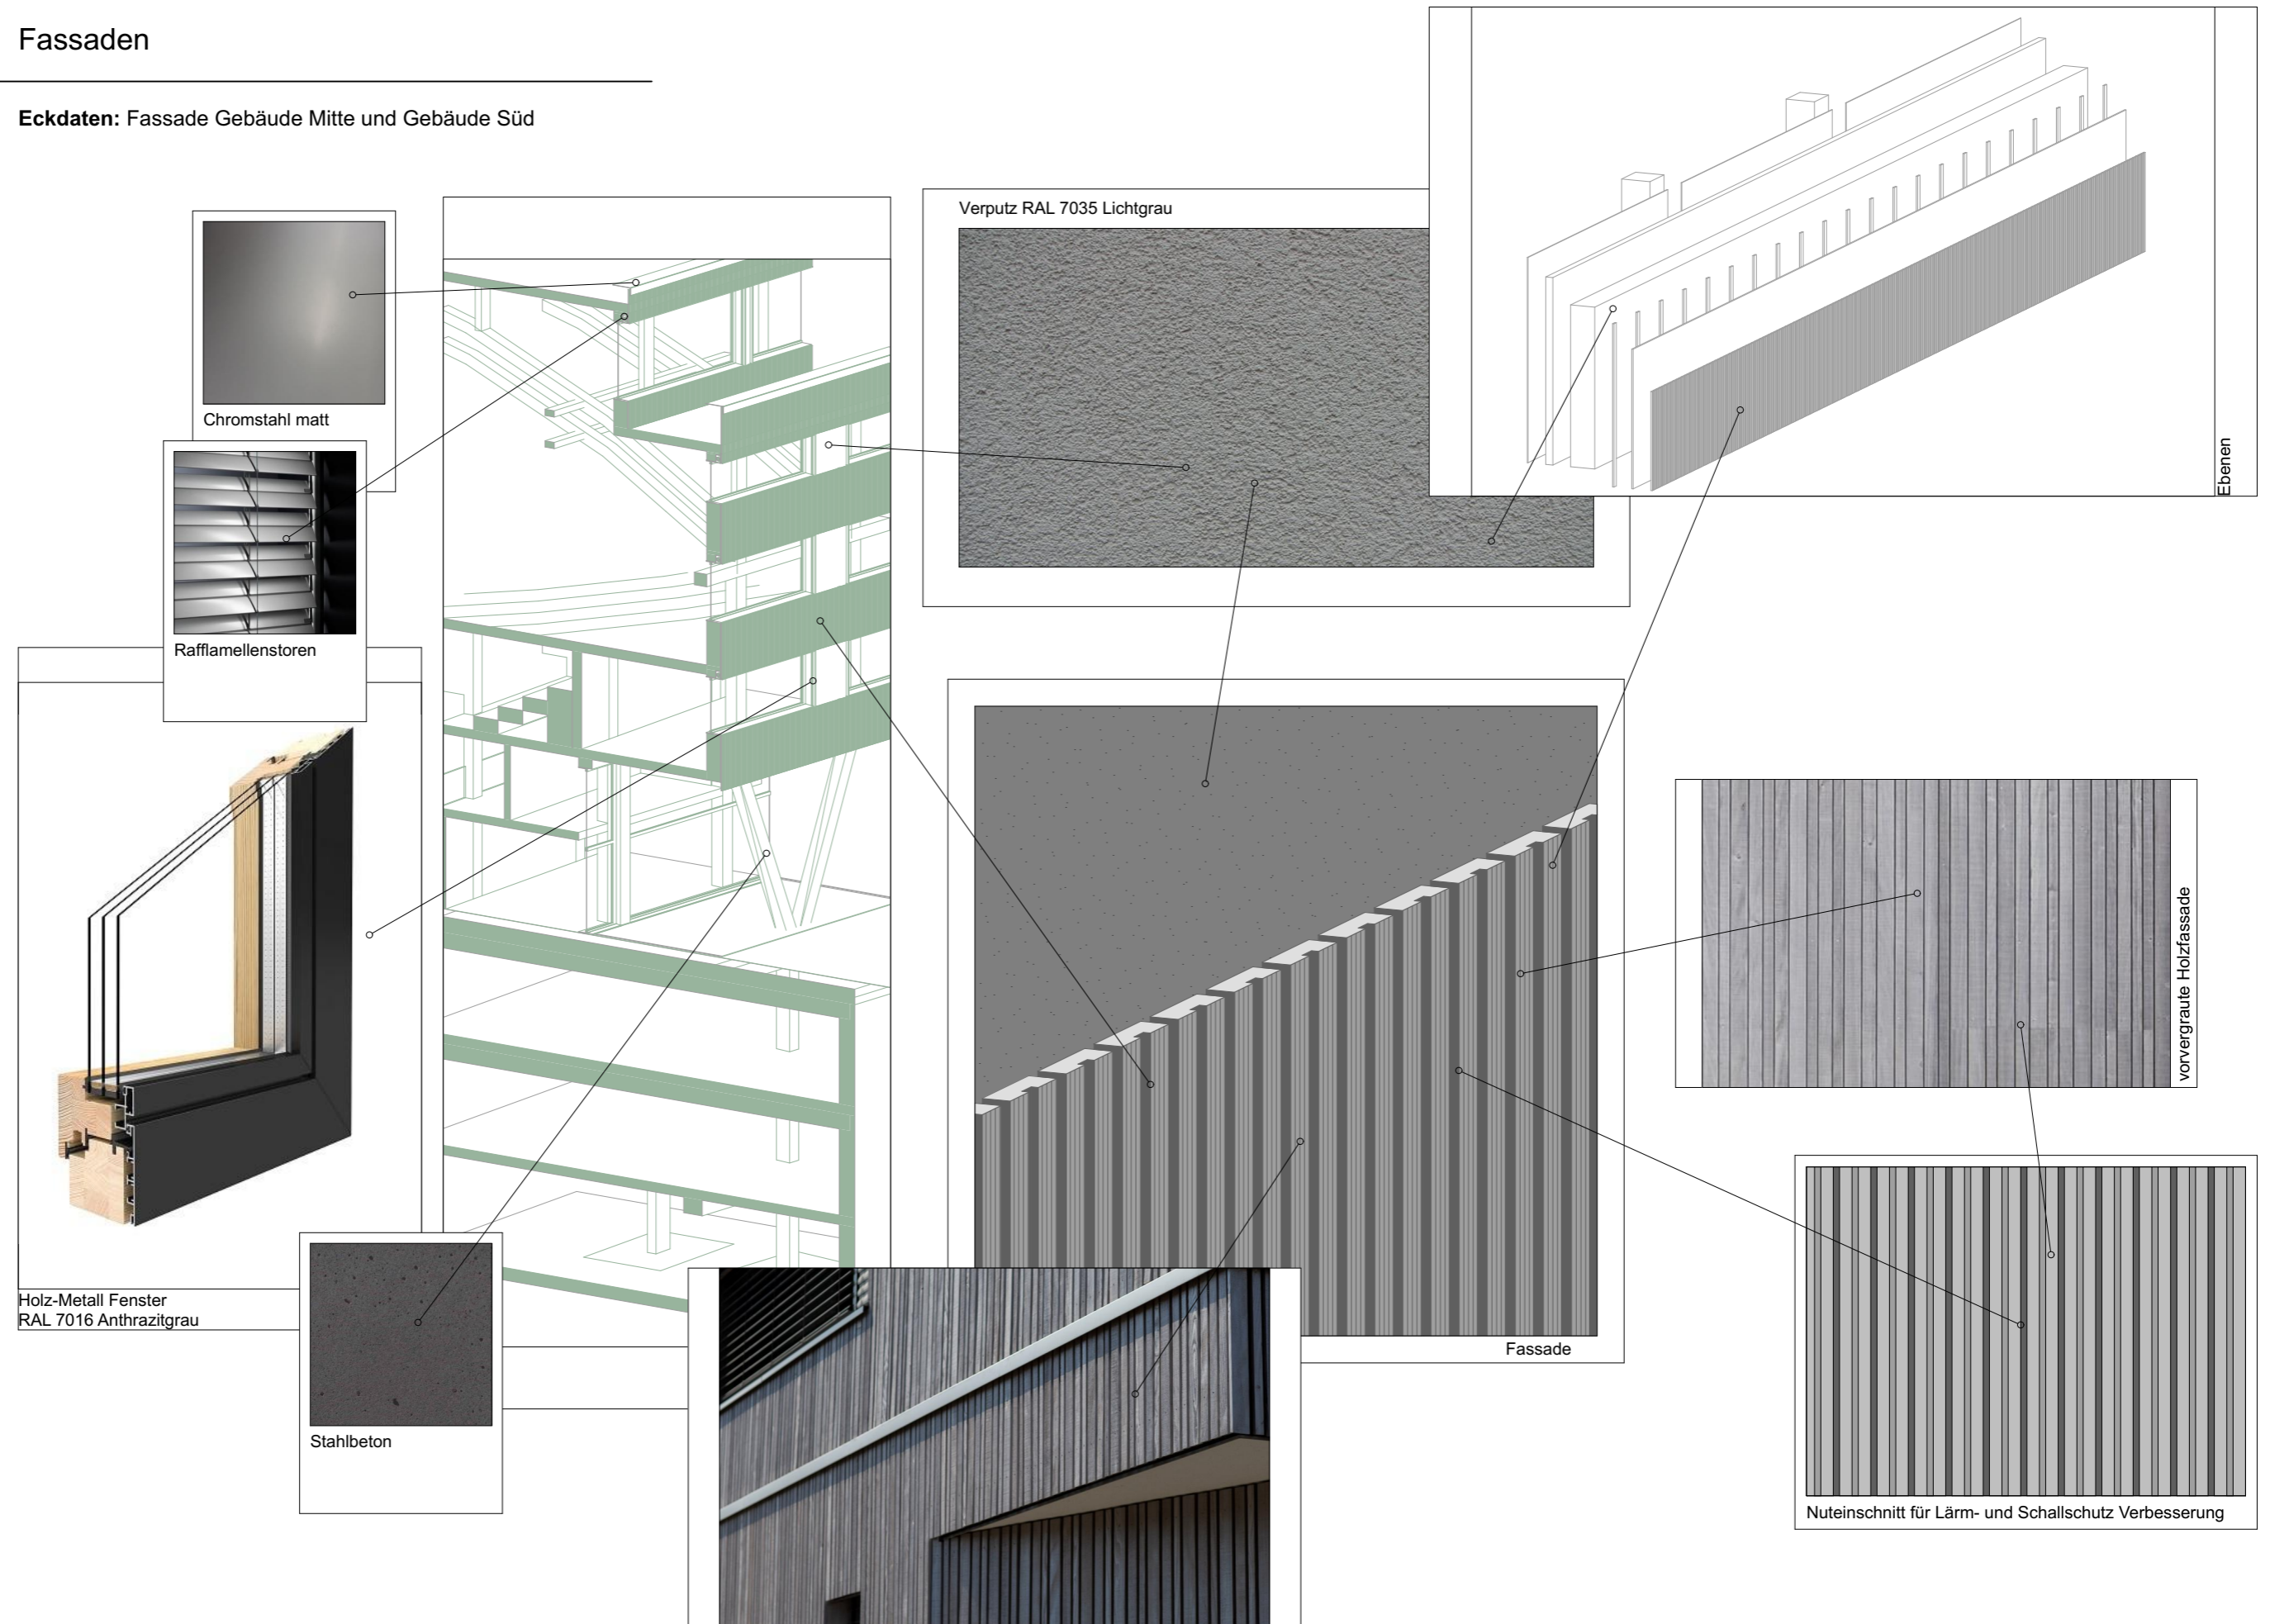 Fassaden
Eckdaten: Fassade Gebäude Mitte und Gebäude Süd
Chromstahl matt
Rafflamellenstoren
Holz-Metall Fenster
RAL 7016 Anthrazitgrau
Stahlbeton
Verputz RAL 7035 Lichtgrau
Ebenen
Fassade
vorvergraute Holzfassade
Nuteinschnitt für Lärm- und Schallschutz Verbesserung